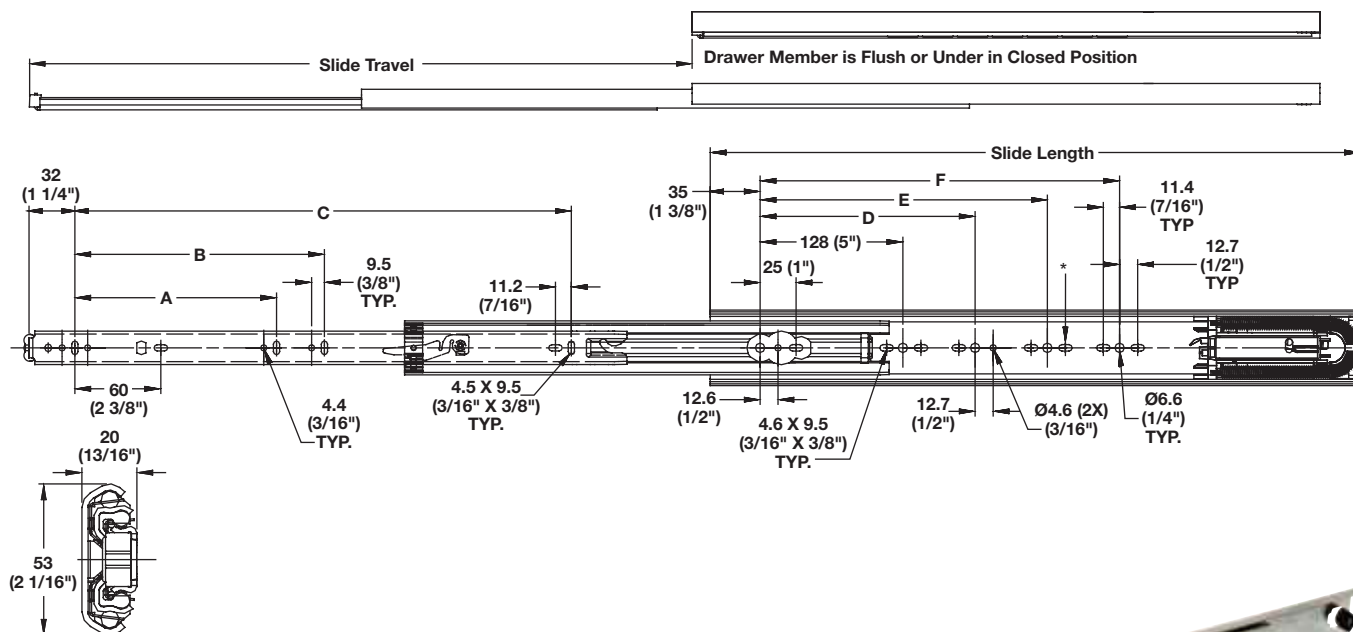 Drawer Member is Flush or Under in Closed Position
Slide Travel
Slide Length
32
(1 1/4")
35
(1 3/8")
F
11.4
(7/16")
TYP
C
E
D
128 (5")
12.7
(1/2")
TYP
B
9.5
(3/8")
TYP.
25 (1")
*
A
11.2
(7/16")
60
(2 3/8")
4.4
(3/16")
TYP.
4.5 X 9.5
(3/16" X 3/8")
TYP.
12.6
(1/2")
4.6 X 9.5
(3/16" X 3/8")
TYP.
12.7
(1/2")
Ø4.6 (2X)
(3/16")
Ø6.6
(1/4")
TYP.
20
(13/16")
53
(2 1/16")